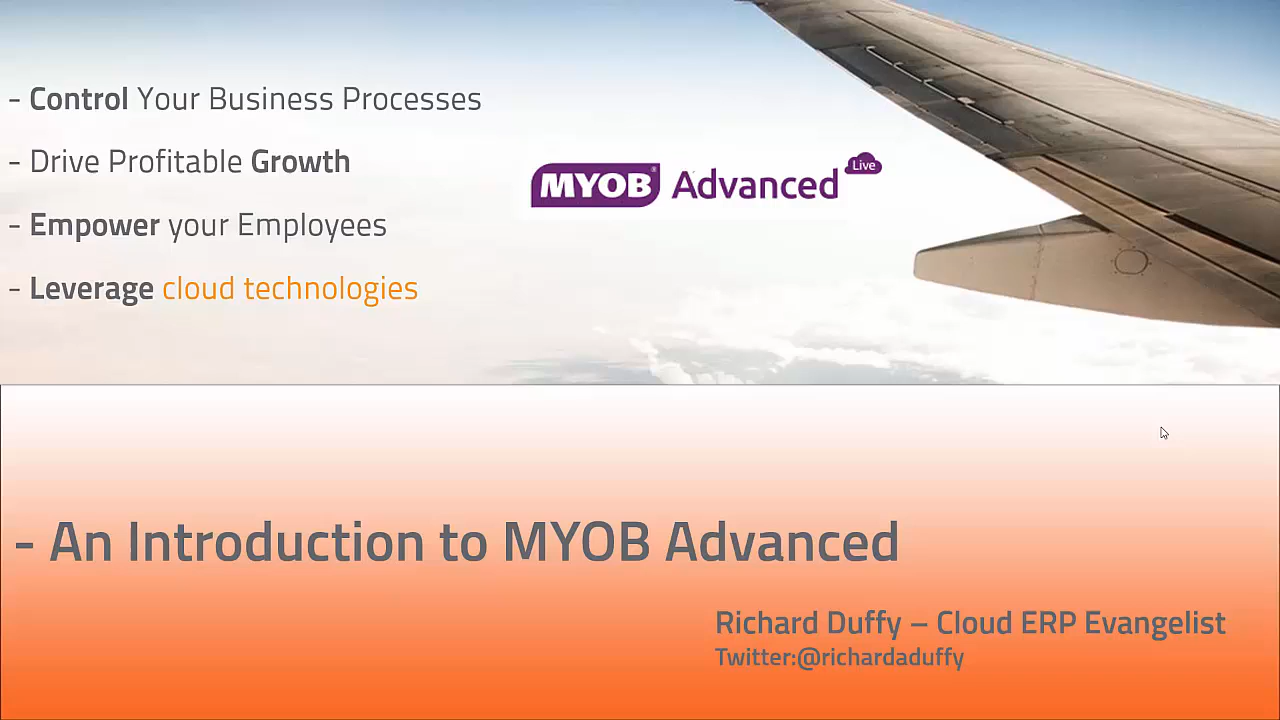 - Control Your Business Processes
- Drive Profitable Growth
- Empower your Employees
- Leverage cloud technologies
MYOB® Advanced Live
- An Introduction to MYOB Advanced
Richard Duffy – Cloud ERP Evangelist
Twitter:@richardaduffy